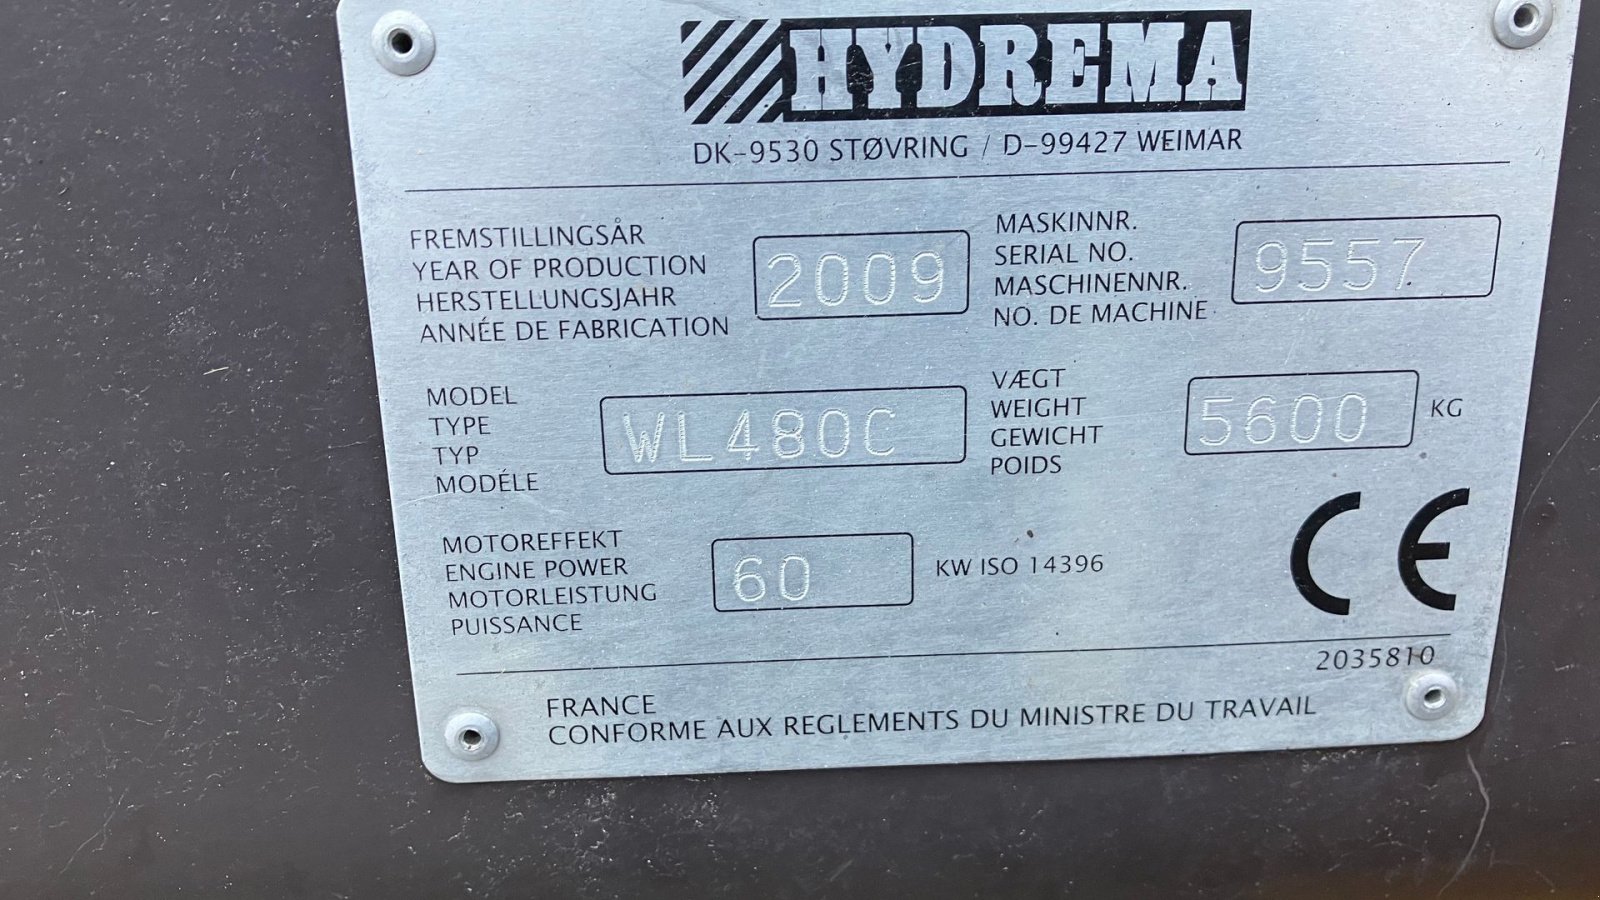 HYDREMA
DK-9530 STØVRING / D-99427 WEIMAR
FREMSTILLINGSÅR
YEAR OF PRODUCTION
HERSTELLUNGSJAHR
ANNÉE DE FABRICATION
2009
MASKINNR.
SERIAL NO.
MASCHINENNR.
NO. DE MACHINE
9557
MODEL
TYPE
TYP
MODÉLE
WL480C
VÆGT
WEIGHT
GEWICHT
POIDS
5600 KG
MOTOREFFEKT
ENGINE POWER
MOTORLEISTUNG
PUISSANCE
60 KW ISO 14396
CE
2035810
FRANCE
CONFORME AUX REGLEMENTS DU MINISTRE DU TRAVAIL